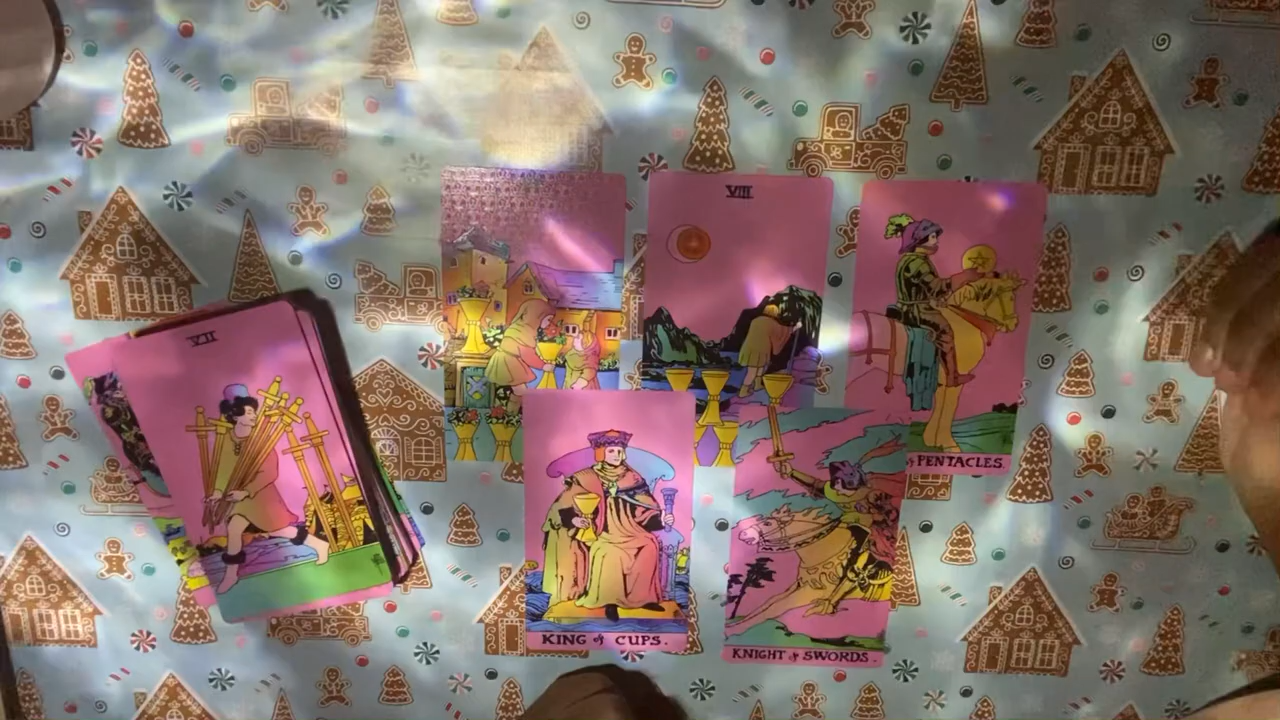 VIII
VII
PENTACLES.
KING of CUPS.
KNIGHT of SWORDS.